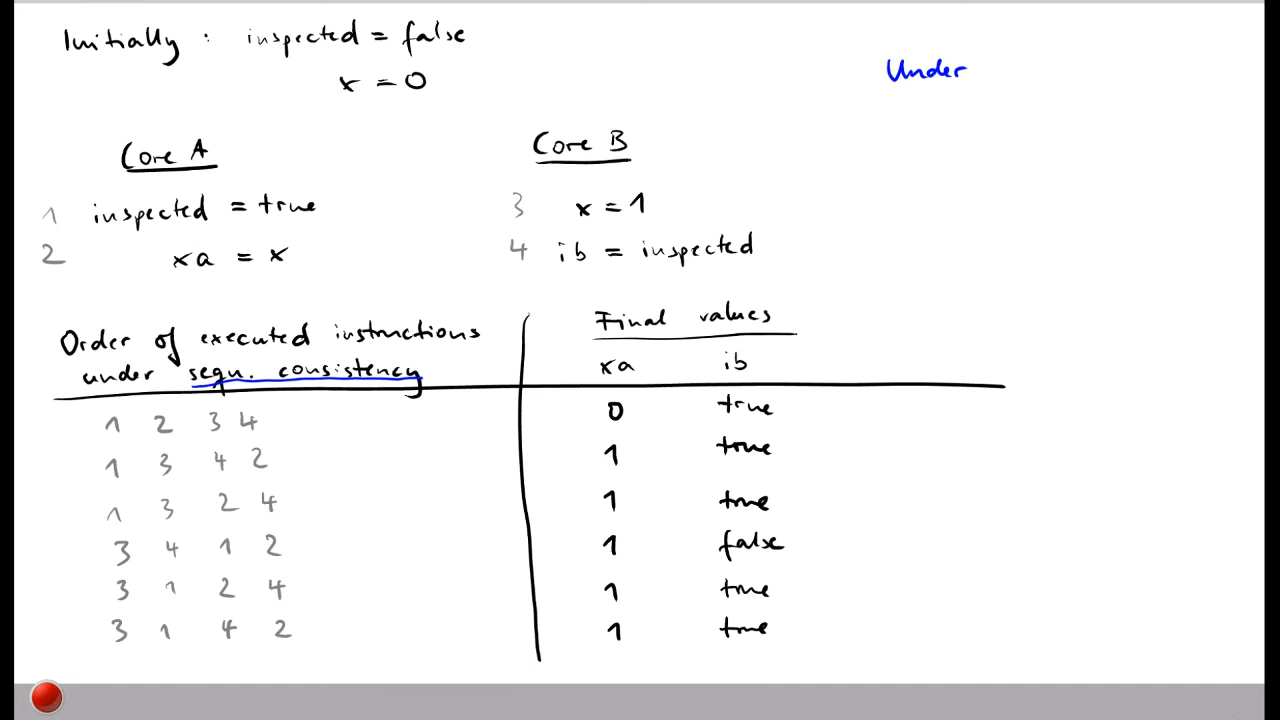 Initially : inspected = false
x = 0
Under
Core A
Core B
1 inspected = true
3 x = 1
2 xa = x
4 ib = inspected
Order of executed instructions
under sequ. consistency
Final values
xa ib
1 2 3 4 0 true
1 3 4 2 1 true
1 3 2 4 1 true
3 4 1 2 1 false
3 1 2 4 1 true
3 1 4 2 1 true